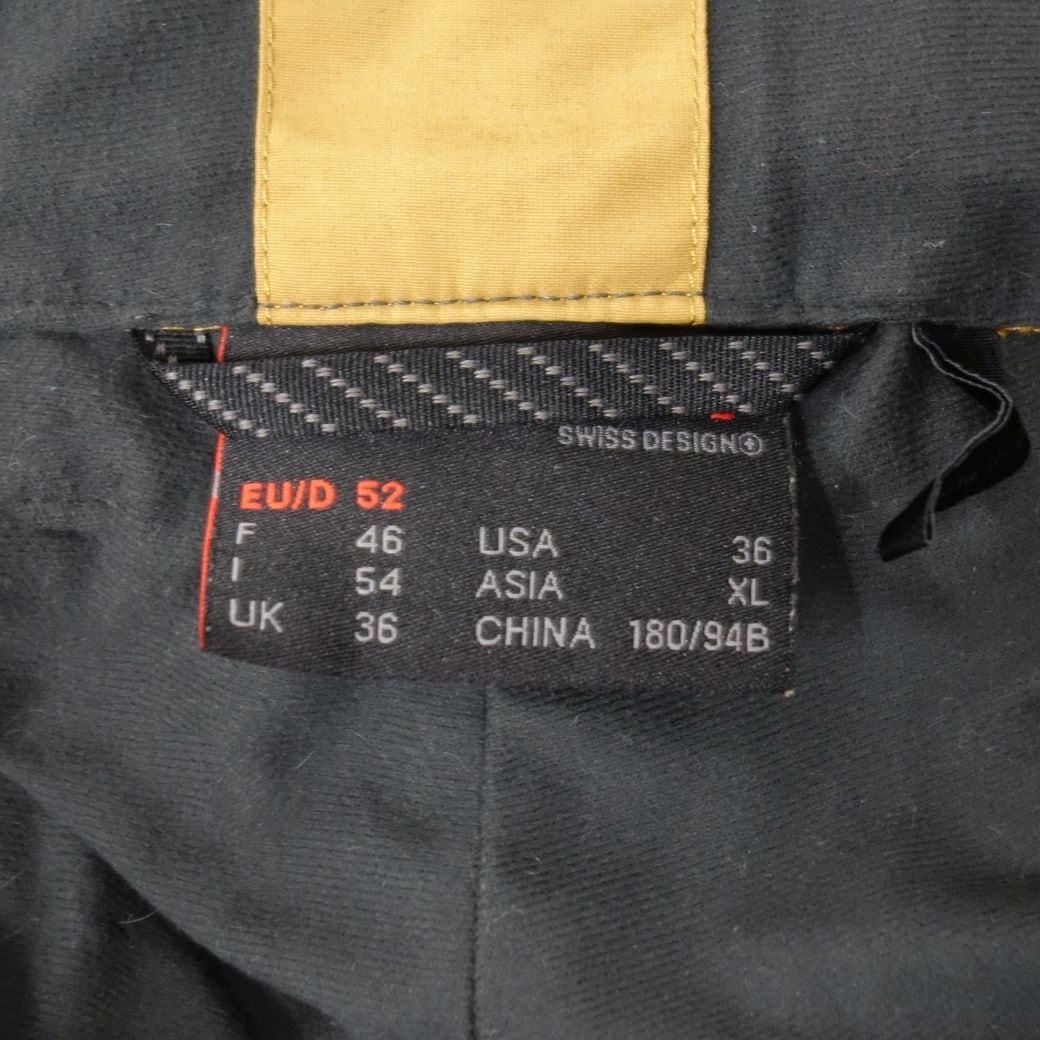 SWISS DESIGN
EU/D 52
F 46 USA 36
I 54 ASIA XL
UK 36 CHINA 180/94B